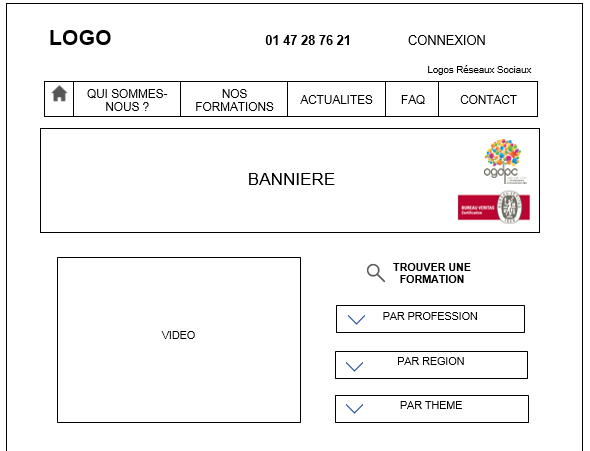 LOGO
01 47 28 76 21
CONNEXION
Logos Réseaux Sociaux
QUI SOMMES-
NOUS ?
NOS
FORMATIONS
ACTUALITES
FAQ
CONTACT
BANNIERE
ogdpc
BUREAU VERITAS
Certification
VIDEO
TROUVER UNE
FORMATION
PAR PROFESSION
PAR REGION
PAR THEME